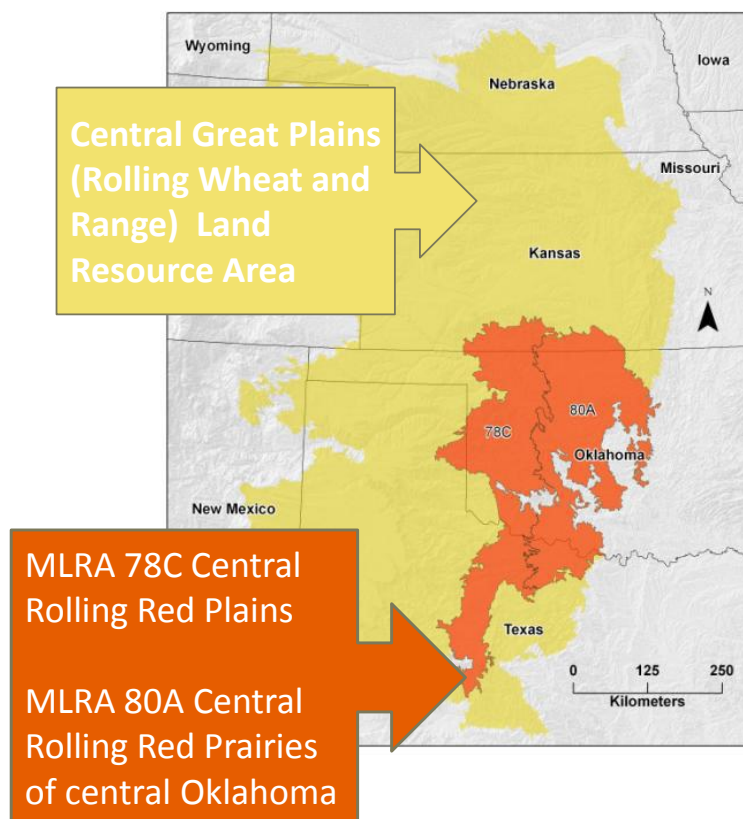 Wyoming
Iowa
Nebraska
Central Great Plains
(Rolling Wheat and
Range) Land
Resource Area
Missouri
Kansas
N
80A
78C
Oklahoma
New Mexico
MLRA 78C Central
Rolling Red Plains
MLRA 80A Central
Rolling Red Prairies
of central Oklahoma
Texas
0 125 250
Kilometers